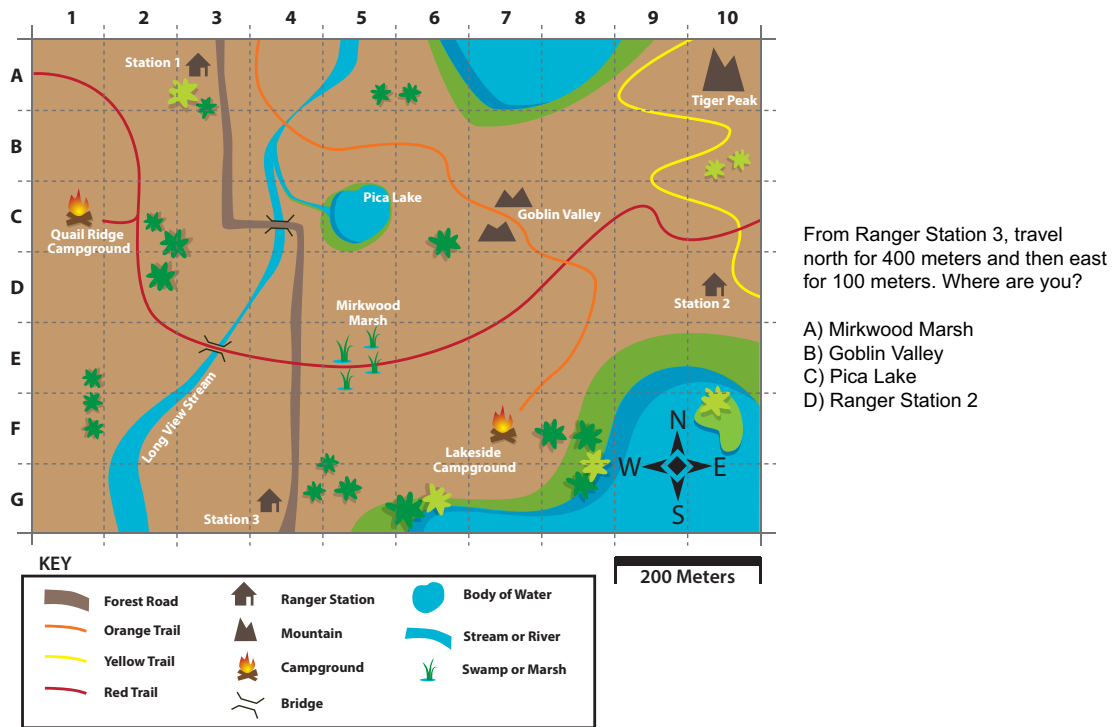 1 2 3 4 5 6 7 8 9 10
A
B
C
D
E
F
G
Station 1
Tiger Peak
Pica Lake
Goblin Valley
Quail Ridge
Campground
Station 2
Mirkwood
Marsh
Long View Stream
Lakeside
Campground
Station 3
N
W E
S
200 Meters
KEY
Forest Road
Orange Trail
Yellow Trail
Red Trail
Ranger Station
Mountain
Campground
Bridge
Body of Water
Stream or River
Swamp or Marsh
From Ranger Station 3, travel
north for 400 meters and then east
for 100 meters. Where are you?
A) Mirkwood Marsh
B) Goblin Valley
C) Pica Lake
D) Ranger Station 2